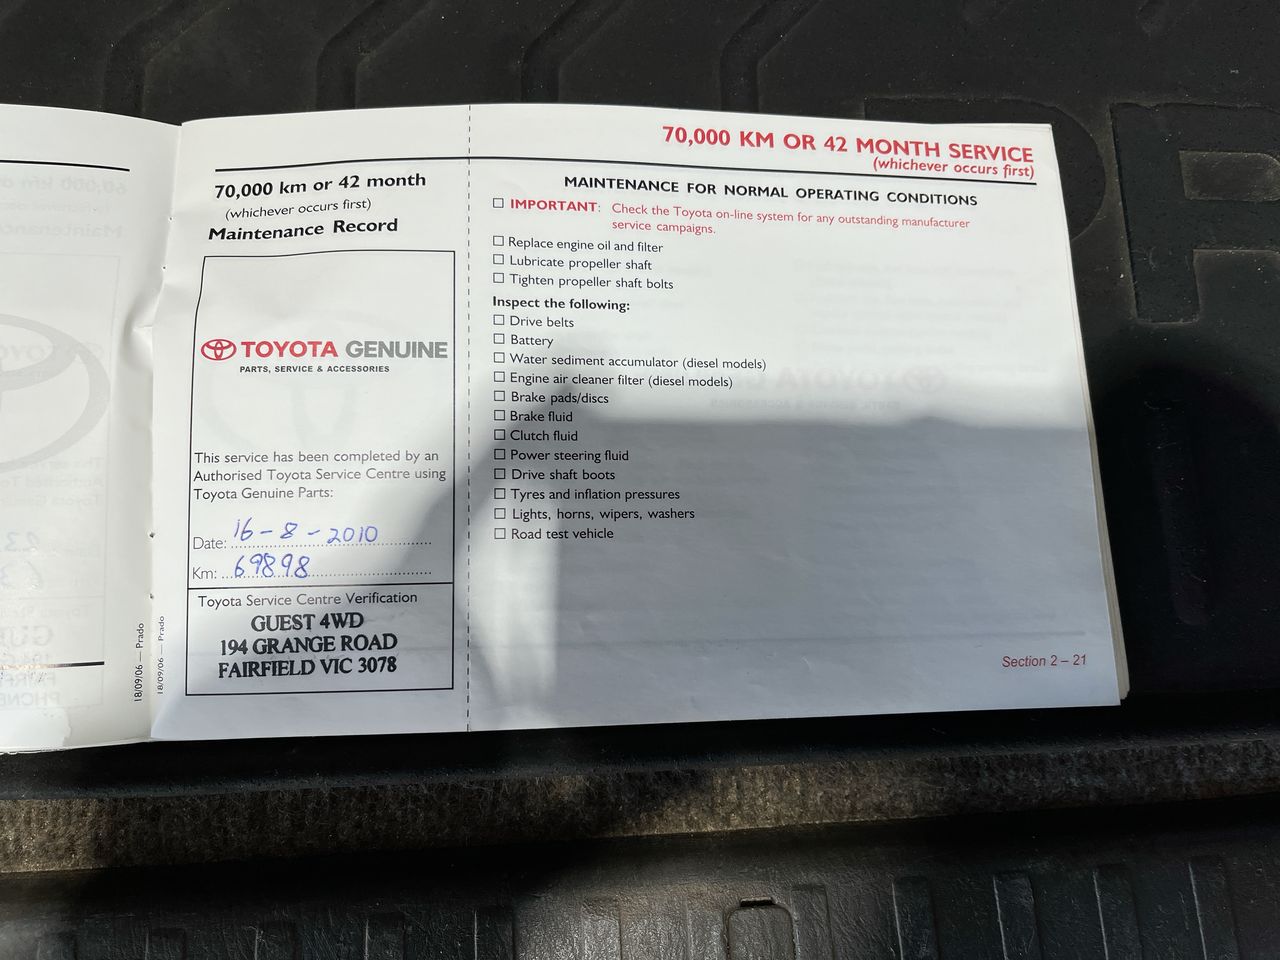 70,000 km or 42 month
(whichever occurs first)
Maintenance Record
TOYOTA GENUINE
PARTS, SERVICE & ACCESSORIES
This service has been completed by an
Authorised Toyota Service Centre using
Toyota Genuine Parts:
Date: 16-8-2010
Km: 69898
Toyota Service Centre Verification
GUEST 4WD
194 GRANGE ROAD
FAIRFIELD VIC 3078
18/09/06 — Prado
18/09/06 — Prado
70,000 KM OR 42 MONTH SERVICE
(whichever occurs first)
MAINTENANCE FOR NORMAL OPERATING CONDITIONS
☐ IMPORTANT: Check the Toyota on-line system for any outstanding manufacturer
service campaigns.
☐ Replace engine oil and filter
☐ Lubricate propeller shaft
☐ Tighten propeller shaft bolts
Inspect the following:
☐ Drive belts
☐ Battery
☐ Water sediment accumulator (diesel models)
☐ Engine air cleaner filter (diesel models)
☐ Brake pads/discs
☐ Brake fluid
☐ Clutch fluid
☐ Power steering fluid
☐ Drive shaft boots
☐ Tyres and inflation pressures
☐ Lights, horns, wipers, washers
☐ Road test vehicle
Section 2 – 21